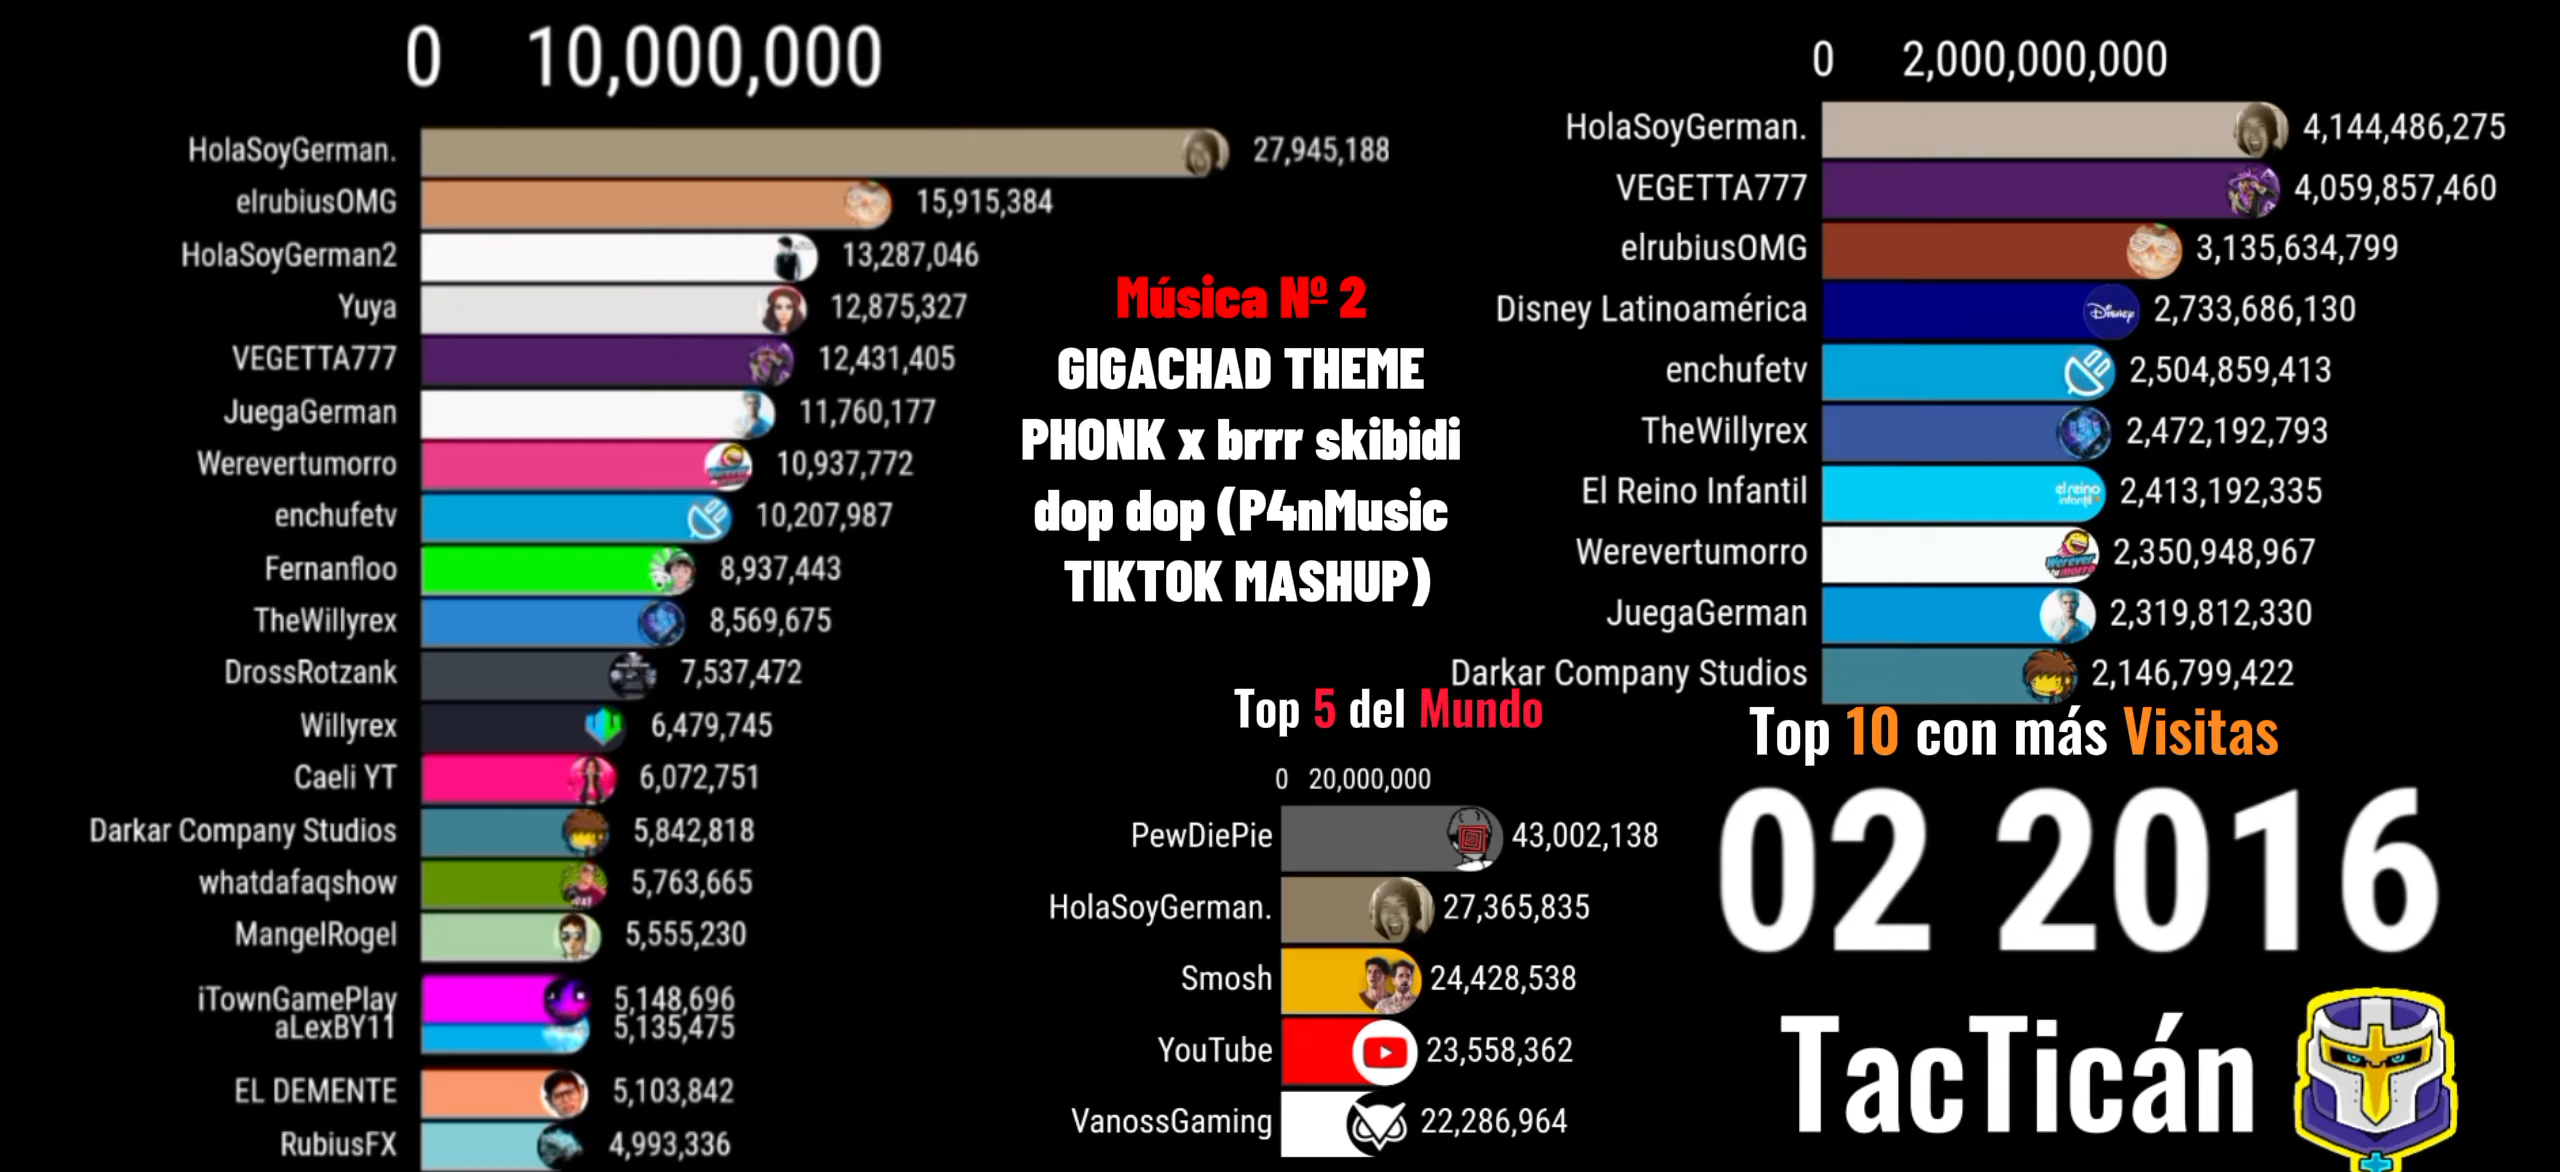 0 10,000,000
HolaSoyGerman. 27,945,188
elrubiusOMG 15,915,384
HolaSoyGerman2 13,287,046
Yuya 12,875,327
VEGETTA777 12,431,405
JuegaGerman 11,760,177
Werevertumorro 10,937,772
enchufetv 10,207,987
Fernanfloo 8,937,443
TheWillyrex 8,569,675
DrossRotzank 7,537,472
Willyrex 6,479,745
Caeli YT 6,072,751
Darkar Company Studios 5,842,818
whatdafaqshow 5,763,665
MangelRogel 5,555,230
iTownGamePlay 5,148,696
aLexBY11 5,135,475
EL DEMENTE 5,103,842
RubiusFX 4,993,336
Música Nº 2
GIGACHAD THEME
PHONK x brrr skibidi
dop dop (P4nMusic
TIKTOK MASHUP)
Top 5 del Mundo
0 20,000,000
PewDiePie 43,002,138
HolaSoyGerman. 27,365,835
Smosh 24,428,538
YouTube 23,558,362
VanossGaming 22,286,964
0 2,000,000,000
HolaSoyGerman. 4,144,486,275
VEGETTA777 4,059,857,460
elrubiusOMG 3,135,634,799
Disney Latinoamérica Disney 2,733,686,130
enchufetv 2,504,859,413
TheWillyrex 2,472,192,793
El Reino Infantil el reino infantil 2,413,192,335
Werevertumorro 2,350,948,967
JuegaGerman 2,319,812,330
Darkar Company Studios 2,146,799,422
Top 10 con más Visitas
02 2016
TacTicán